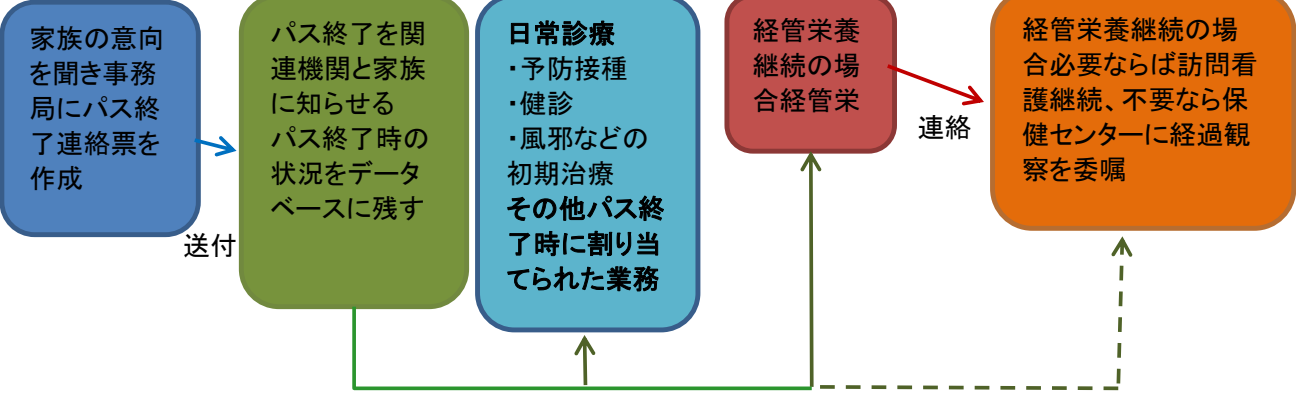 家族の意向
を聞き事務
局にパス終
了連絡票を
作成
送付
パス終了を関
連機関と家族
に知らせる
パス終了時の
状況をデータ
ベースに残す
日常診療
・予防接種
・健診
・風邪などの
初期治療
その他パス終
了時に割り当
てられた業務
経管栄養
継続の場
合経管栄
連絡
経管栄養継続の場
合必要ならば訪問看
護継続、不要なら保
健センターに経過観
察を委嘱